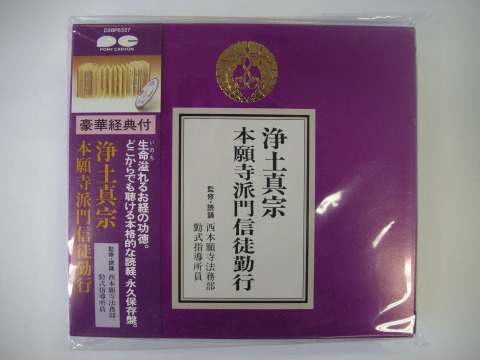 D28P6327
PONY CANYON
豪華経典付
生命溢れるお経の功徳。
いのち
どこからでも聴ける本格的な読経、永久保存盤。
浄土真宗
本願寺派門信徒勤行
監修・読誦
西本願寺法務部
勤式指導所員
浄土真宗
本願寺派門信徒勤行
監修・読誦
西本願寺法務部
勤式指導所員